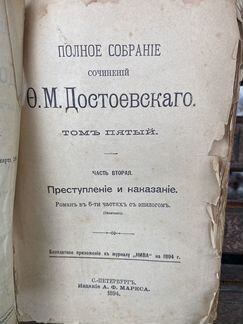 ПОЛНОЕ СОБРАНІЕ
СОЧИНЕНІЙ
Ѳ. М. Достоевскаго.
ТОМЪ ПЯТЫЙ.
ЧАСТЬ ВТОРАЯ.
Преступленіе и наказаніе.
Романъ въ 6-ти частяхъ съ эпилогомъ.
Безплатное приложеніе къ журналу „НИВА" на 1894 г.
С.-ПЕТЕРБУРГЪ.
Изданіе А. Ф. МАРКСА.
1894.